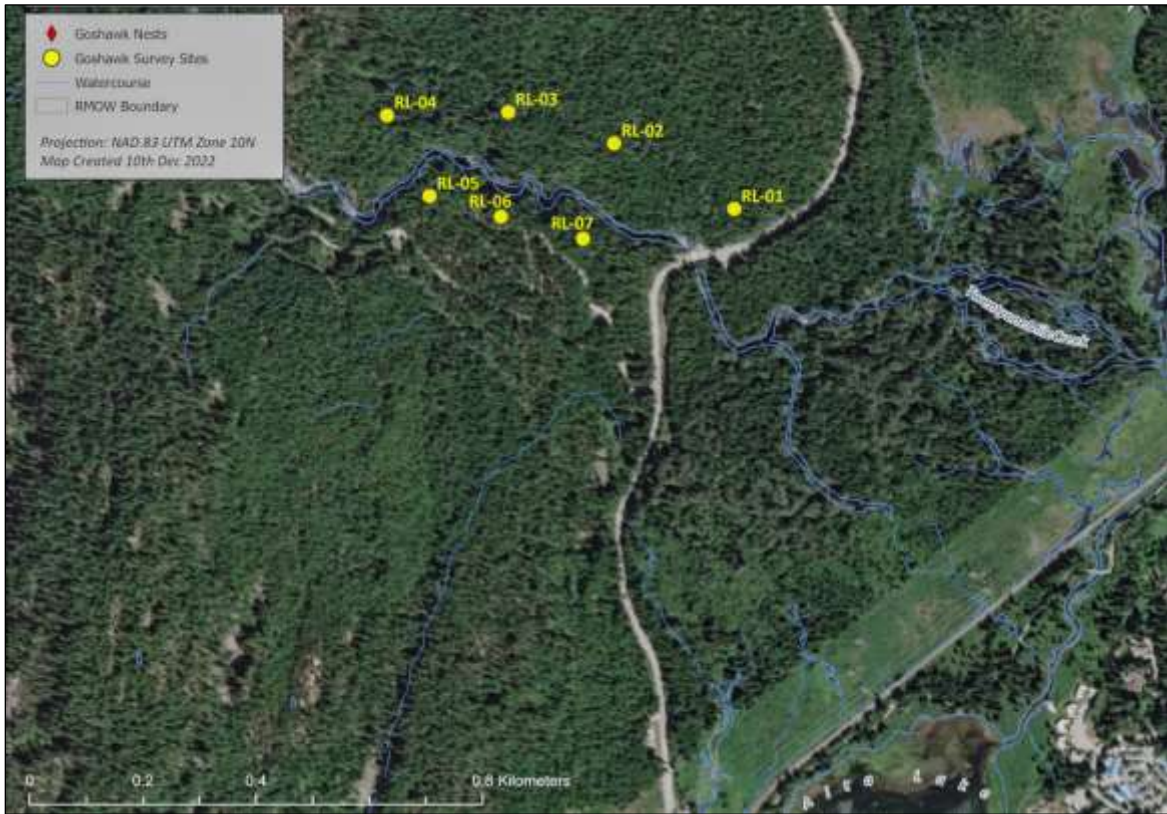 Goshawk Nests
Goshawk Survey Sites
Watercourse
RMOW Boundary
Projection: NAD 83 UTM Zone 10N
Map Created 10th Dec 2022
RL-04
RL-03
RL-02
RL-05
RL-06
RL-01
RL-07
Creek
0
0.2
0.4
0.8 Kilometers
Lake